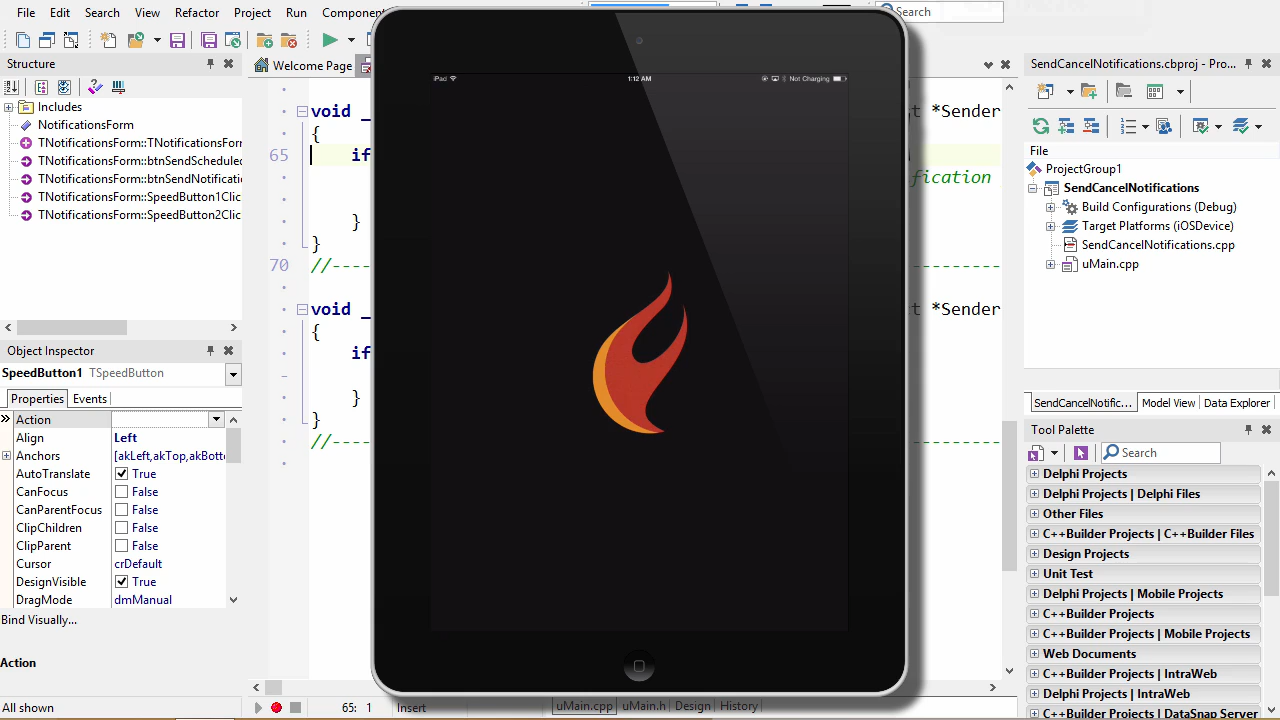 File
Search
View
Project
Run
Component
Search
Structure
Welcome Page
SendCancelNotifications.cbproj - Pro...
iPad
1:12 AM
Not Charging
Includes
NotificationsForm
TNotificationsForm::TNotificationsForm
TNotificationsForm::btnSendScheduled
TNotificationsForm::btnSendNotificatio
TNotificationsForm::SpeedButton1Clic
TNotificationsForm::SpeedButton2Clic
void _
t *Sender
{
65 if
fication
}
}
70 //----
void _
t *Sender
{
if
}
}
//----
File
ProjectGroup1
SendCancelNotifications
Build Configurations (Debug)
Target Platforms (iOSDevice)
SendCancelNotifications.cpp
uMain.cpp
Object Inspector
SpeedButton1 TSpeedButton
Properties Events
Action
Align Left
Anchors [akLeft,akTop,akBott
AutoTranslate True
CanFocus False
CanParentFocus False
ClipChildren False
ClipParent False
Cursor crDefault
DesignVisible True
DragMode dmManual
Bind Visually...
Action
All shown
65: 1 Insert
uMain.cpp uMain.h Design History
SendCancelNotific... Model View Data Explorer
Tool Palette
Search
Delphi Projects
Delphi Projects | Delphi Files
Other Files
C++Builder Projects | C++Builder Files
Design Projects
Unit Test
Delphi Projects | Mobile Projects
C++Builder Projects
C++Builder Projects | Mobile Projects
Web Documents
C++Builder Projects | IntraWeb
Delphi Projects | IntraWeb
C++Builder Projects | DataSnap Server